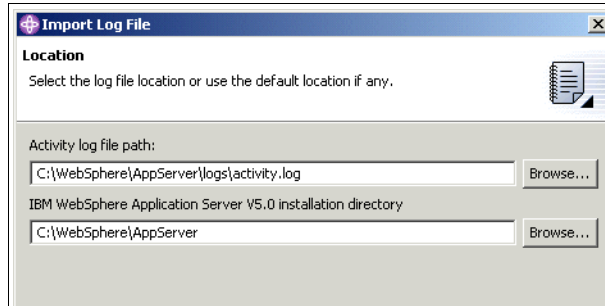 Import Log File
Location
Select the log file location or use the default location if any.
Activity log file path:
C:\WebSphere\AppServer\logs\activity.log
Browse...
IBM WebSphere Application Server V5.0 installation directory
C:\WebSphere\AppServer
Browse...